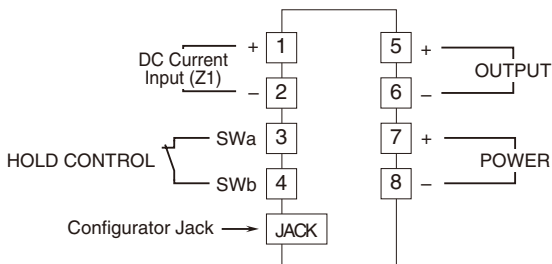 DC Current
Input (Z1)
+ 1
– 2
HOLD CONTROL
SWa 3
SWb 4
Configurator Jack
JACK
5 +
6 –
OUTPUT
7 +
8 –
POWER